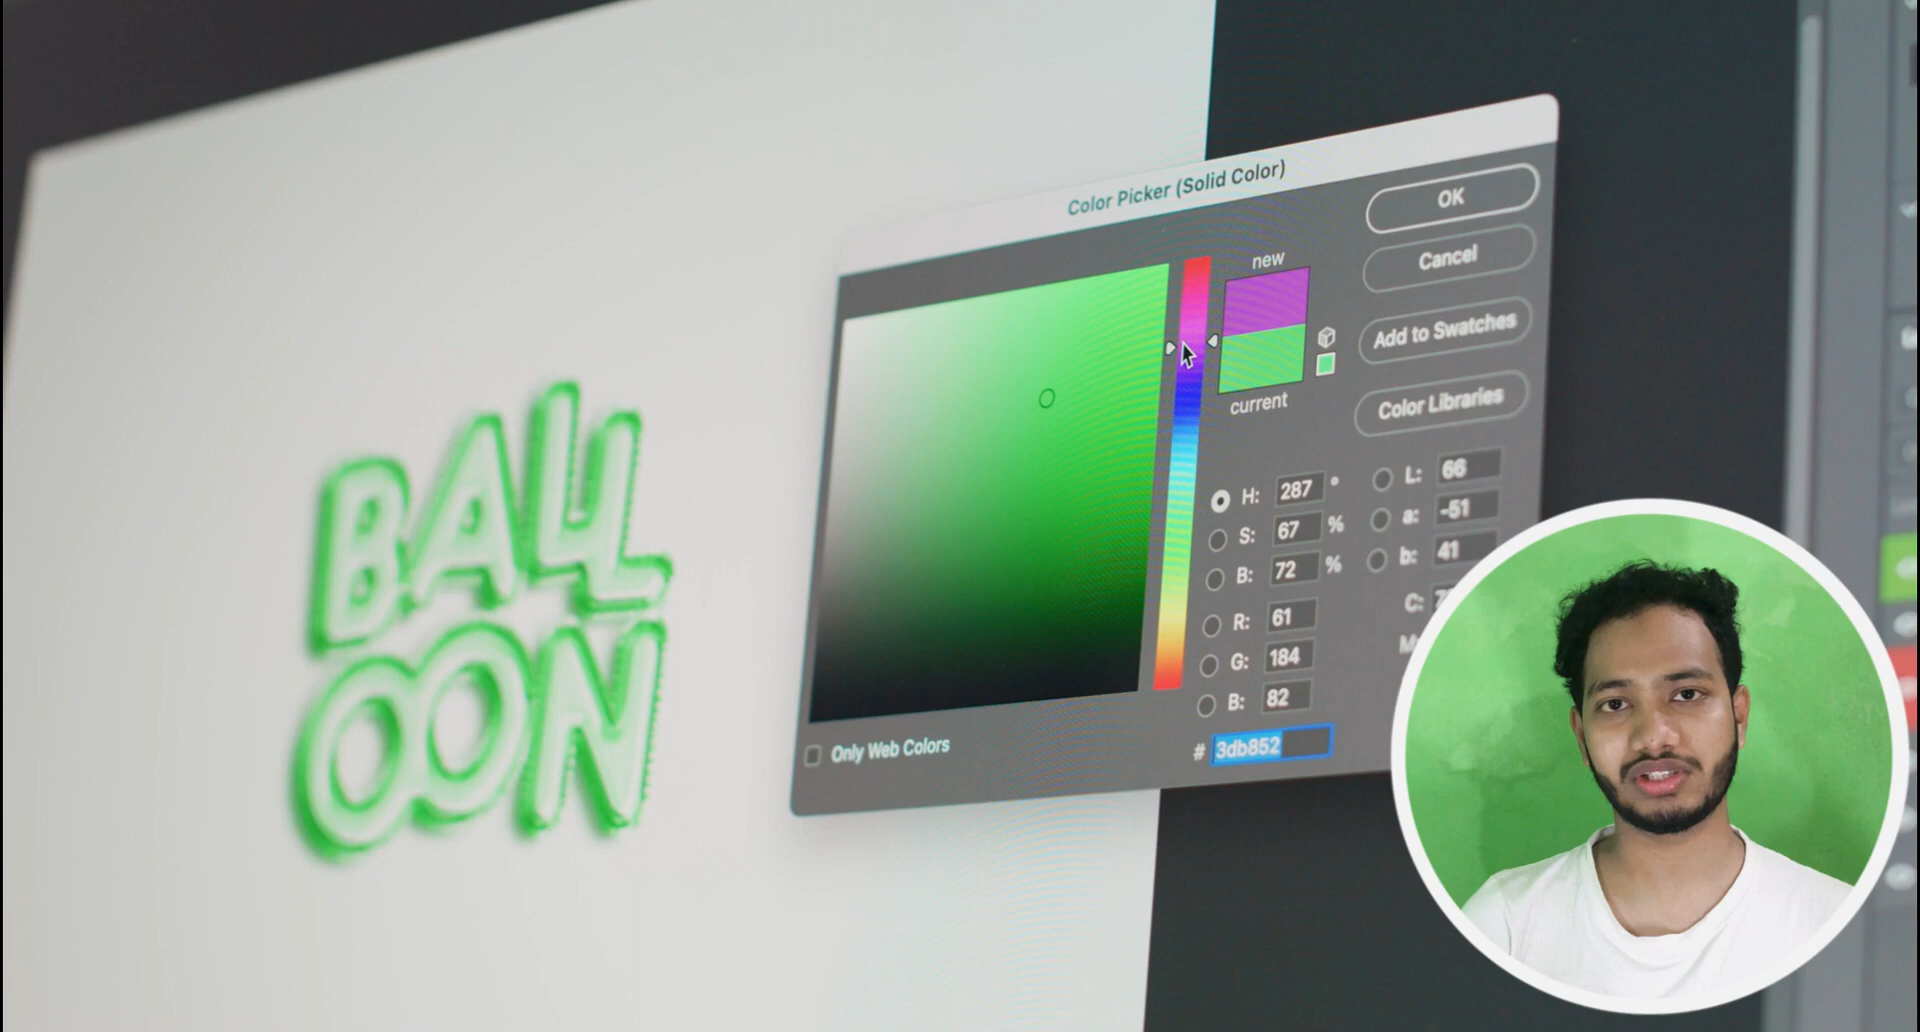 BALL
OON
Color Picker (Solid Color)
OK
Cancel
Add to Swatches
Color Libraries
new
current
H: 287 °
S: 67 %
B: 72 %
R: 61
G: 184
B: 82
L: 66
a: -51
b: 41
C:
# 3db852
Only Web Colors